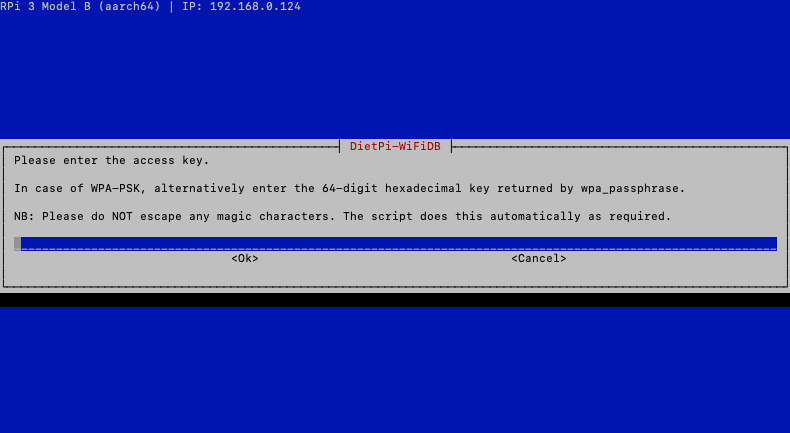 RPi 3 Model B (aarch64) | IP: 192.168.0.124
DietPi-WiFiDB
Please enter the access key.
In case of WPA-PSK, alternatively enter the 64-digit hexadecimal key returned by wpa_passphrase.
NB: Please do NOT escape any magic characters. The script does this automatically as required.
<Ok> <Cancel>